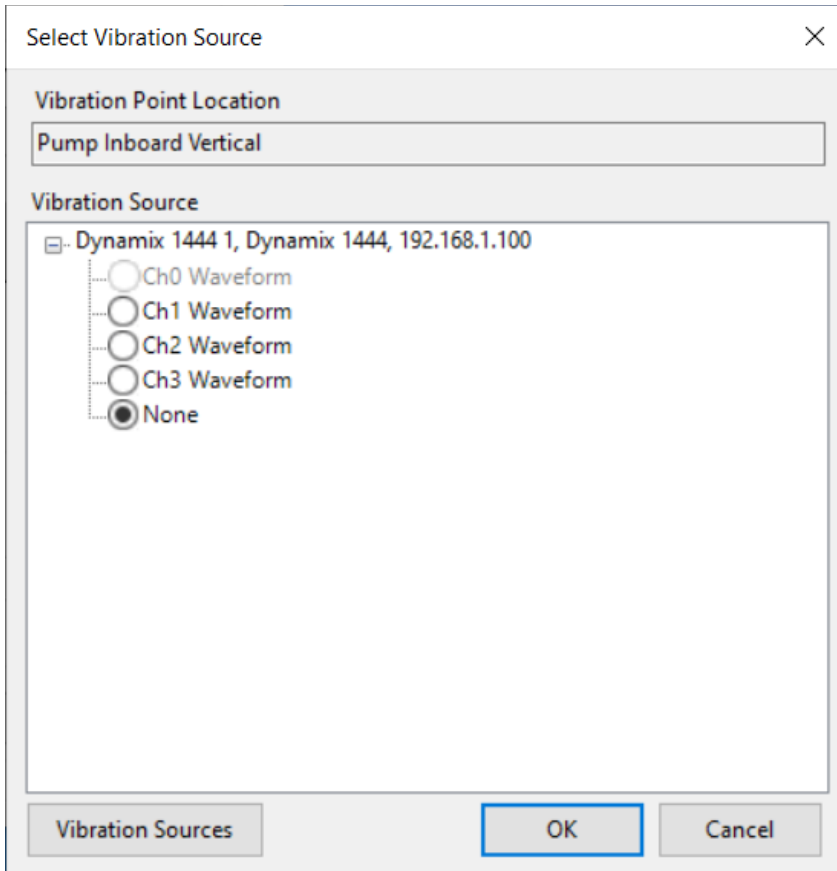 Select Vibration Source
Vibration Point Location
Pump Inboard Vertical
Vibration Source
Dynamix 1444 1, Dynamix 1444, 192.168.1.100
Ch0 Waveform
Ch1 Waveform
Ch2 Waveform
Ch3 Waveform
None
Vibration Sources OK Cancel